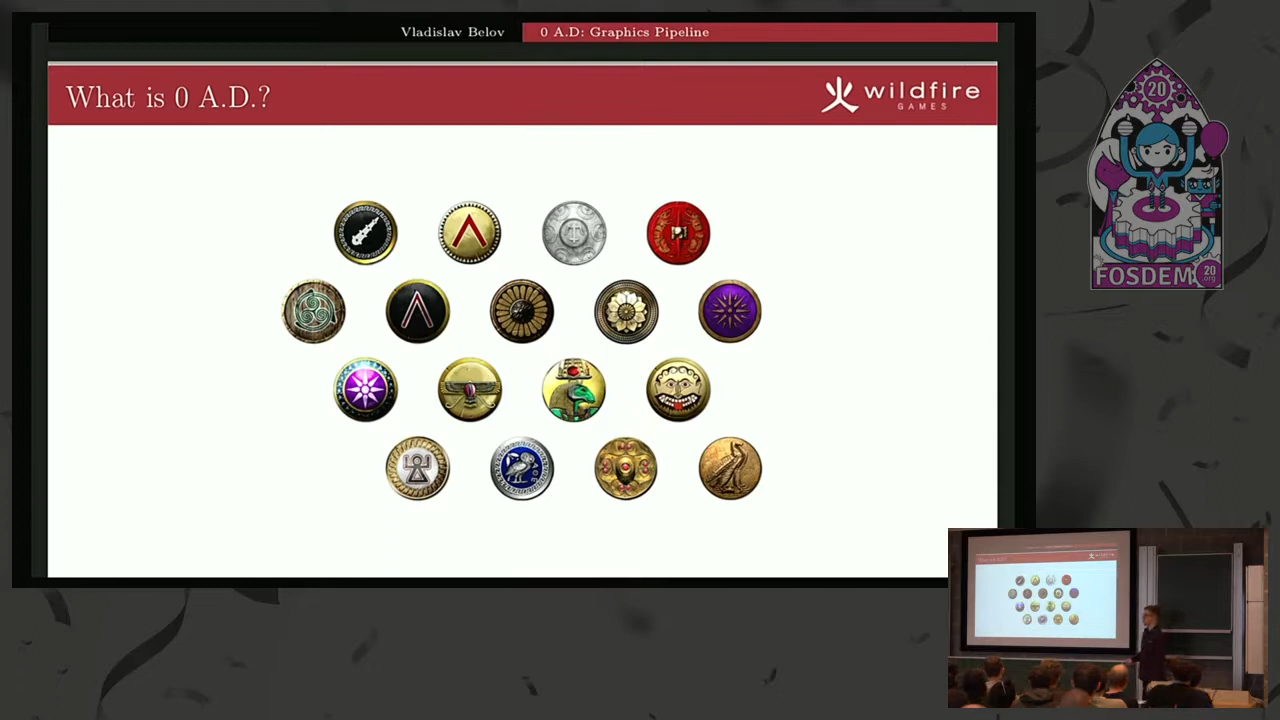 Vladislav Belov
0 A.D: Graphics Pipeline
What is 0 A.D.?
wildfire
GAMES
20
FOSDEM
20
org